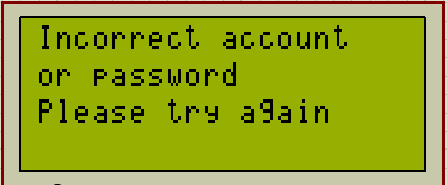 Incorrect account
or password
Please try again